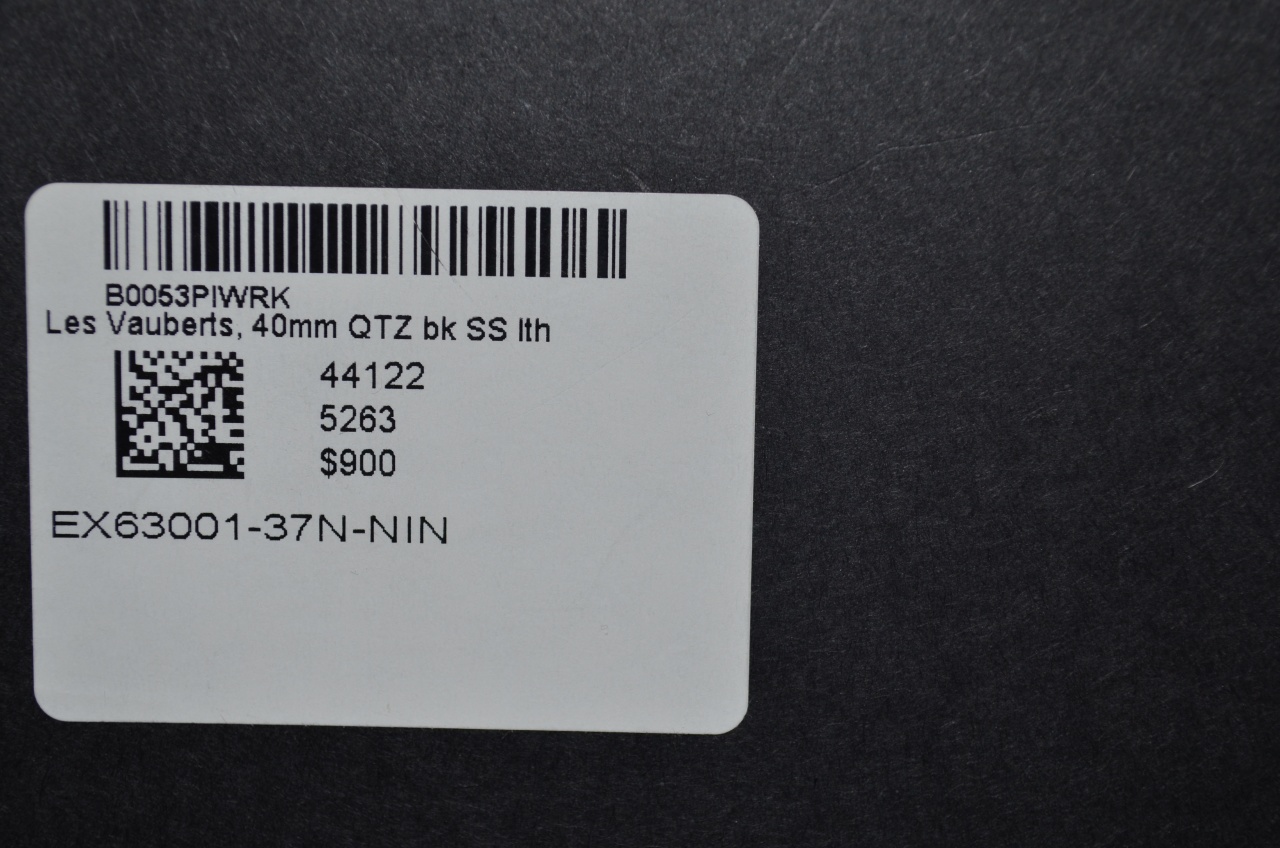 B0053PIWRK
Les Vauberts, 40mm QTZ bk SS lth
44122
5263
$900
EX63001-37N-NIN